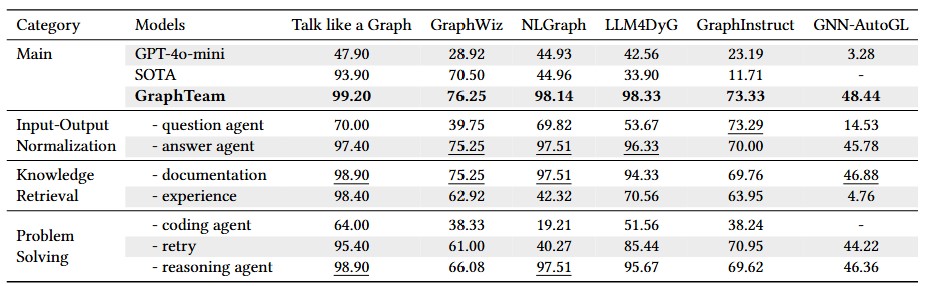 Category Models Talk like a Graph GraphWiz NLGraph LLM4DyG GraphInstruct GNN-AutoGL
Main GPT-4o-mini 47.90 28.92 44.93 42.56 23.19 3.28
SOTA 93.90 70.50 44.96 33.90 11.71 -
GraphTeam 99.20 76.25 98.14 98.33 73.33 48.44
Input-Output - question agent 70.00 39.75 69.82 53.67 73.29 14.53
Normalization - answer agent 97.40 75.25 97.51 96.33 70.00 45.78
Knowledge - documentation 98.90 75.25 97.51 94.33 69.76 46.88
Retrieval - experience 98.40 62.92 42.32 70.56 63.95 4.76
Problem - coding agent 64.00 38.33 19.21 51.56 38.24 -
Solving - retry 95.40 61.00 40.27 85.44 70.95 44.22
- reasoning agent 98.90 66.08 97.51 95.67 69.62 46.36